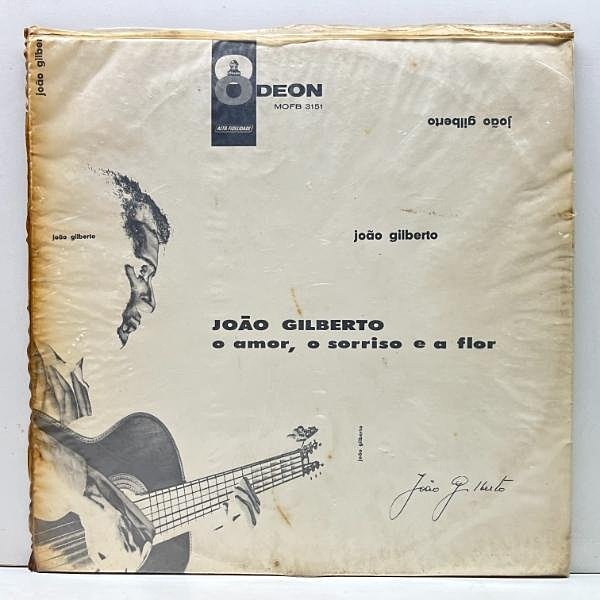 joão gilber
ODEON
MOFB 3151
ALTA FIDELIDADE
joão gilberto
joão gilberto
joão gilberto
JOÃO GILBERTO
o amor, o sorriso e a flor
joão gilberto
João Gilberto